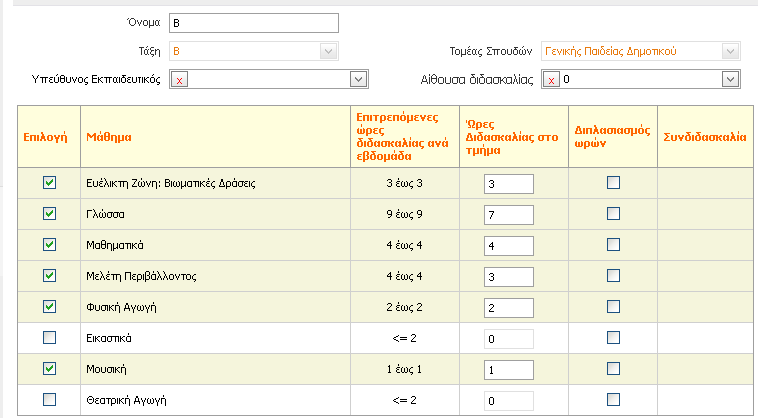 Όνομα Β
Τάξη Β Τομέας Σπουδών Γενικής Παιδείας Δημοτικού
Υπεύθυνος Εκπαιδευτικός x Αίθουσα διδασκαλίας x 0
Επιλογή Μάθημα Επιτρεπόμενες ώρες διδασκαλίας ανά εβδομάδα Ώρες Διδασκαλίας στο τμήμα Διπλασιασμός ωρών Συνδιδασκαλία
Ευέλικτη Ζώνη: Βιωματικές Δράσεις 3 έως 3 3
Γλώσσα 9 έως 9 7
Μαθηματικά 4 έως 4 4
Μελέτη Περιβάλλοντος 4 έως 4 3
Φυσική Αγωγή 2 έως 2 2
Εικαστικά <= 2 0
Μουσική 1 έως 1 1
Θεατρική Αγωγή <= 2 0